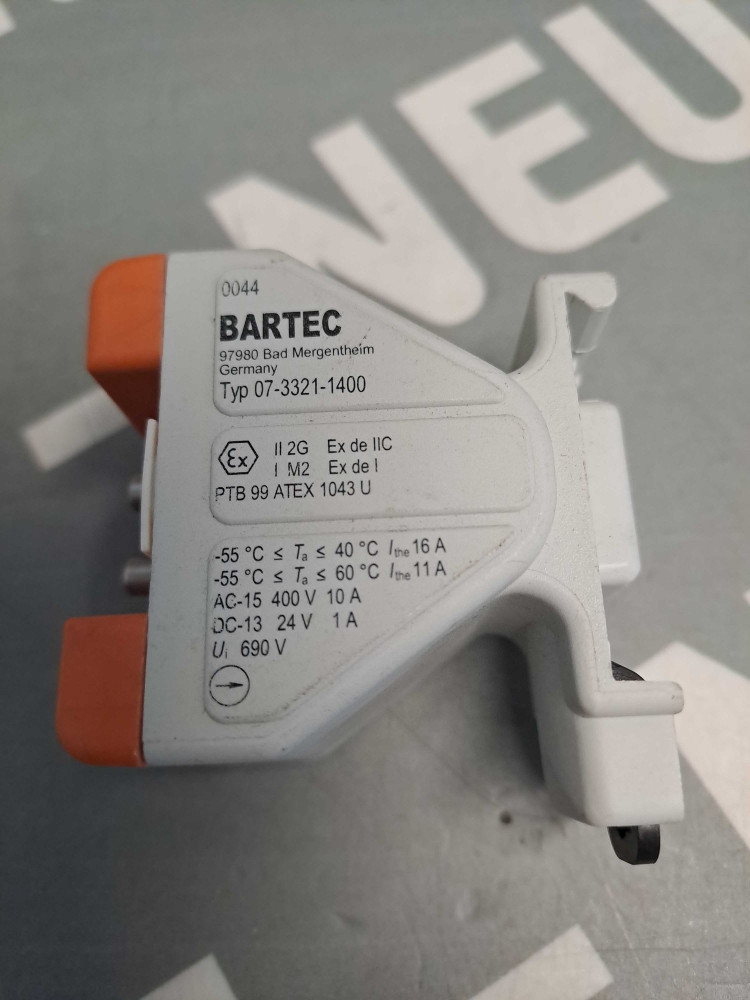 NEU
0044
BARTEC
97980 Bad Mergentheim
Germany
Typ 07-3321-1400
Ex II 2G Ex de IIC
I M2 Ex de I
PTB 99 ATEX 1043 U
-55 °C ≤ Ta ≤ 40 °C Ithe 16 A
-55 °C ≤ Ta ≤ 60 °C Ithe 11 A
AC-15 400 V 10 A
DC-13 24 V 1 A
Ui 690 V